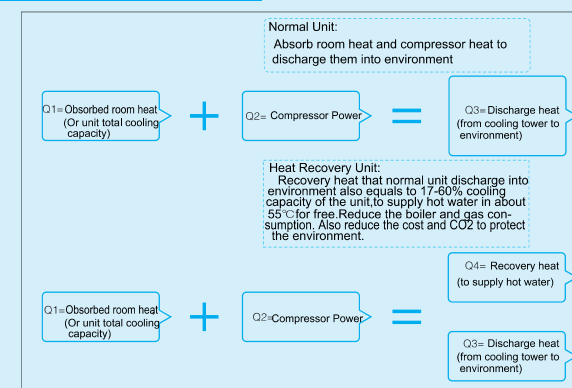 Normal Unit:
Absorb room heat and compressor heat to
discharge them into environment
Q1=Obsorbed room heat
(Or unit total cooling
capacity)
+
Q2= Compressor Power
=
Q3=Discharge heat
(from cooling tower to
environment)
Heat Recovery Unit:
Recovery heat that normal unit discharge into
environment also equals to 17-60% cooling
capacity of the unit,to supply hot water in about
55℃for free.Reduce the boiler and gas con-
sumption. Also reduce the cost and CO2 to protect
the environment.
Q1=Obsorbed room heat
(Or unit total cooling
capacity)
+
Q2=Compressor Power
=
Q4= Recovery heat
(to supply hot water)
Q3= Discharge heat
(from cooling tower to
environment)